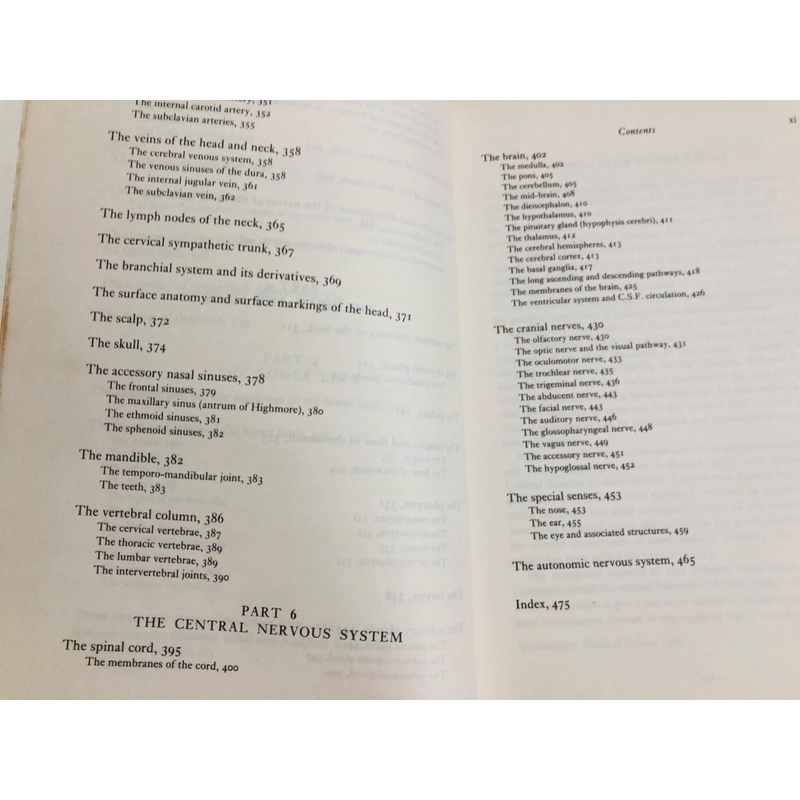 The internal carotid artery, 352
The subclavian arteries, 355
The veins of the head and neck, 358
The cerebral venous system, 358
The venous sinuses of the dura, 358
The internal jugular vein, 361
The subclavian vein, 362
The lymph nodes of the neck, 365
The cervical sympathetic trunk, 367
The branchial system and its derivatives, 369
The surface anatomy and surface markings of the head, 371
The scalp, 372
The skull, 374
The accessory nasal sinuses, 378
The frontal sinuses, 379
The maxillary sinus (antrum of Highmore), 380
The ethmoid sinuses, 381
The sphenoid sinuses, 382
The mandible, 382
The temporo-mandibular joint, 383
The teeth, 383
The vertebral column, 386
The cervical vertebrae, 387
The thoracic vertebrae, 389
The lumbar vertebrae, 389
The intervertebral joints, 390
PART 6
THE CENTRAL NERVOUS SYSTEM
The spinal cord, 395
The membranes of the cord, 400
Contents xi
The brain, 402
The medulla, 402
The pons, 405
The cerebellum, 405
The mid-brain, 408
The diencephalon, 410
The hypothalamus, 410
The pituitary gland (hypophysis cerebri), 411
The thalamus, 412
The cerebral hemispheres, 413
The cerebral cortex, 413
The basal ganglia, 417
The long ascending and descending pathways, 418
The membranes of the brain, 425
The ventricular system and C.S.F. circulation, 426
The cranial nerves, 430
The olfactory nerve, 430
The optic nerve and the visual pathway, 431
The oculomotor nerve, 433
The trochlear nerve, 435
The trigeminal nerve, 436
The abducent nerve, 443
The facial nerve, 443
The auditory nerve, 446
The glossopharyngeal nerve, 448
The vagus nerve, 449
The accessory nerve, 451
The hypoglossal nerve, 452
The special senses, 453
The nose, 453
The ear, 455
The eye and associated structures, 459
The autonomic nervous system, 465
Index, 475